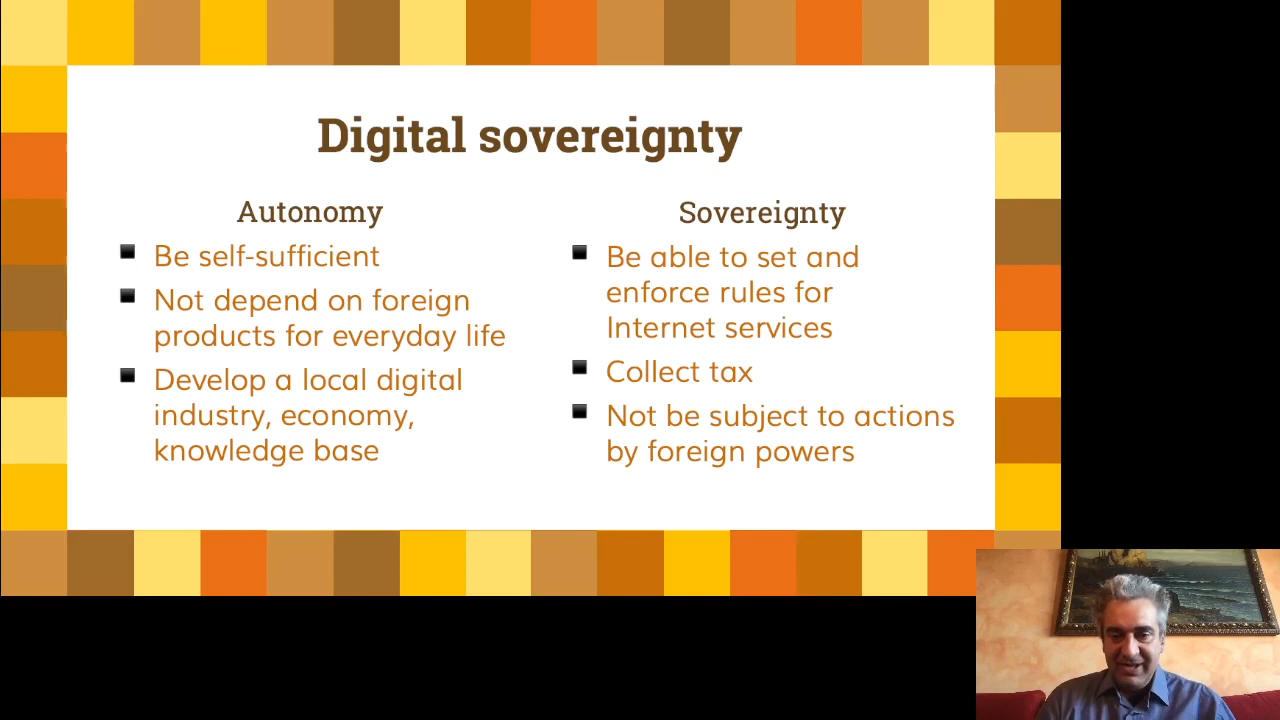 Digital sovereignty
Autonomy
Be self-sufficient
Not depend on foreign
products for everyday life
Develop a local digital
industry, economy,
knowledge base
Sovereignty
Be able to set and
enforce rules for
Internet services
Collect tax
Not be subject to actions
by foreign powers